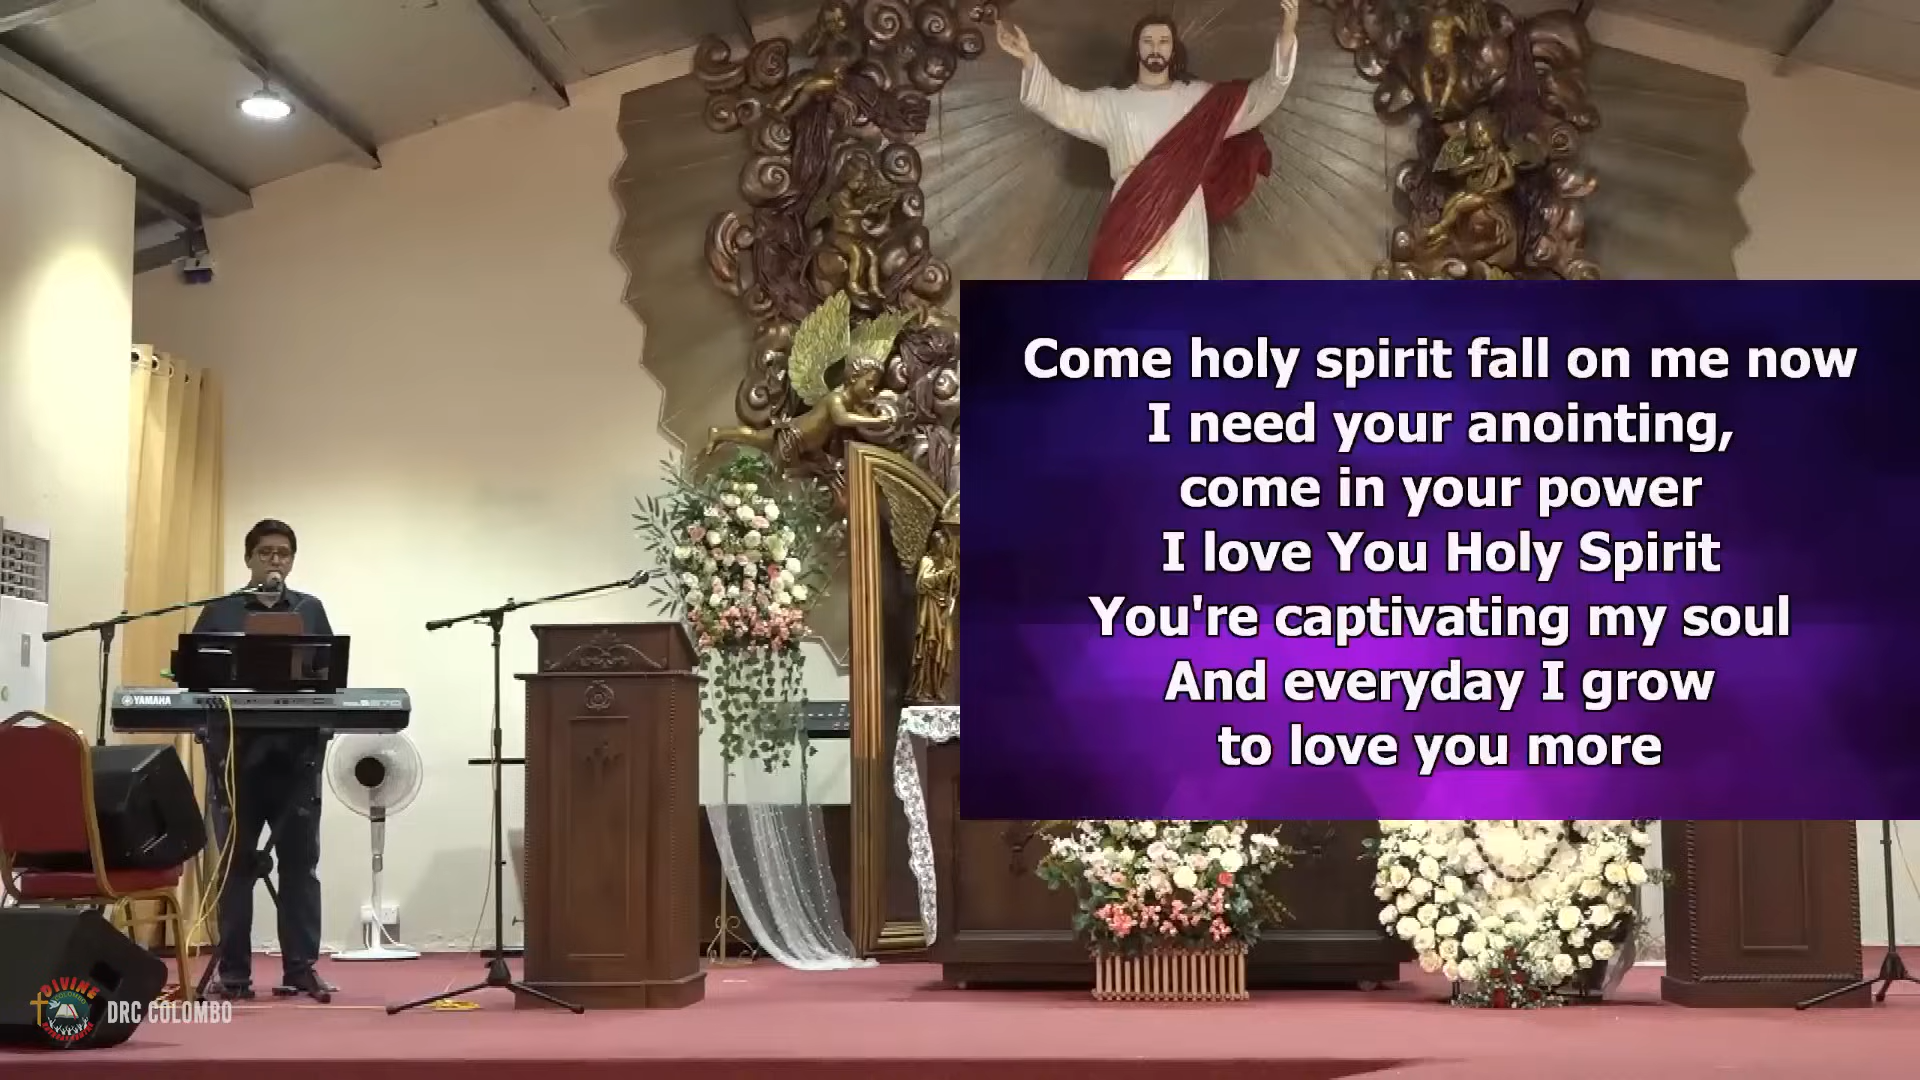 Come holy spirit fall on me now
I need your anointing,
come in your power
I love You Holy Spirit
You're captivating my soul
And everyday I grow
to love you more
YAMAHA
DIVINE
COLOMBO
DRC COLOMBO